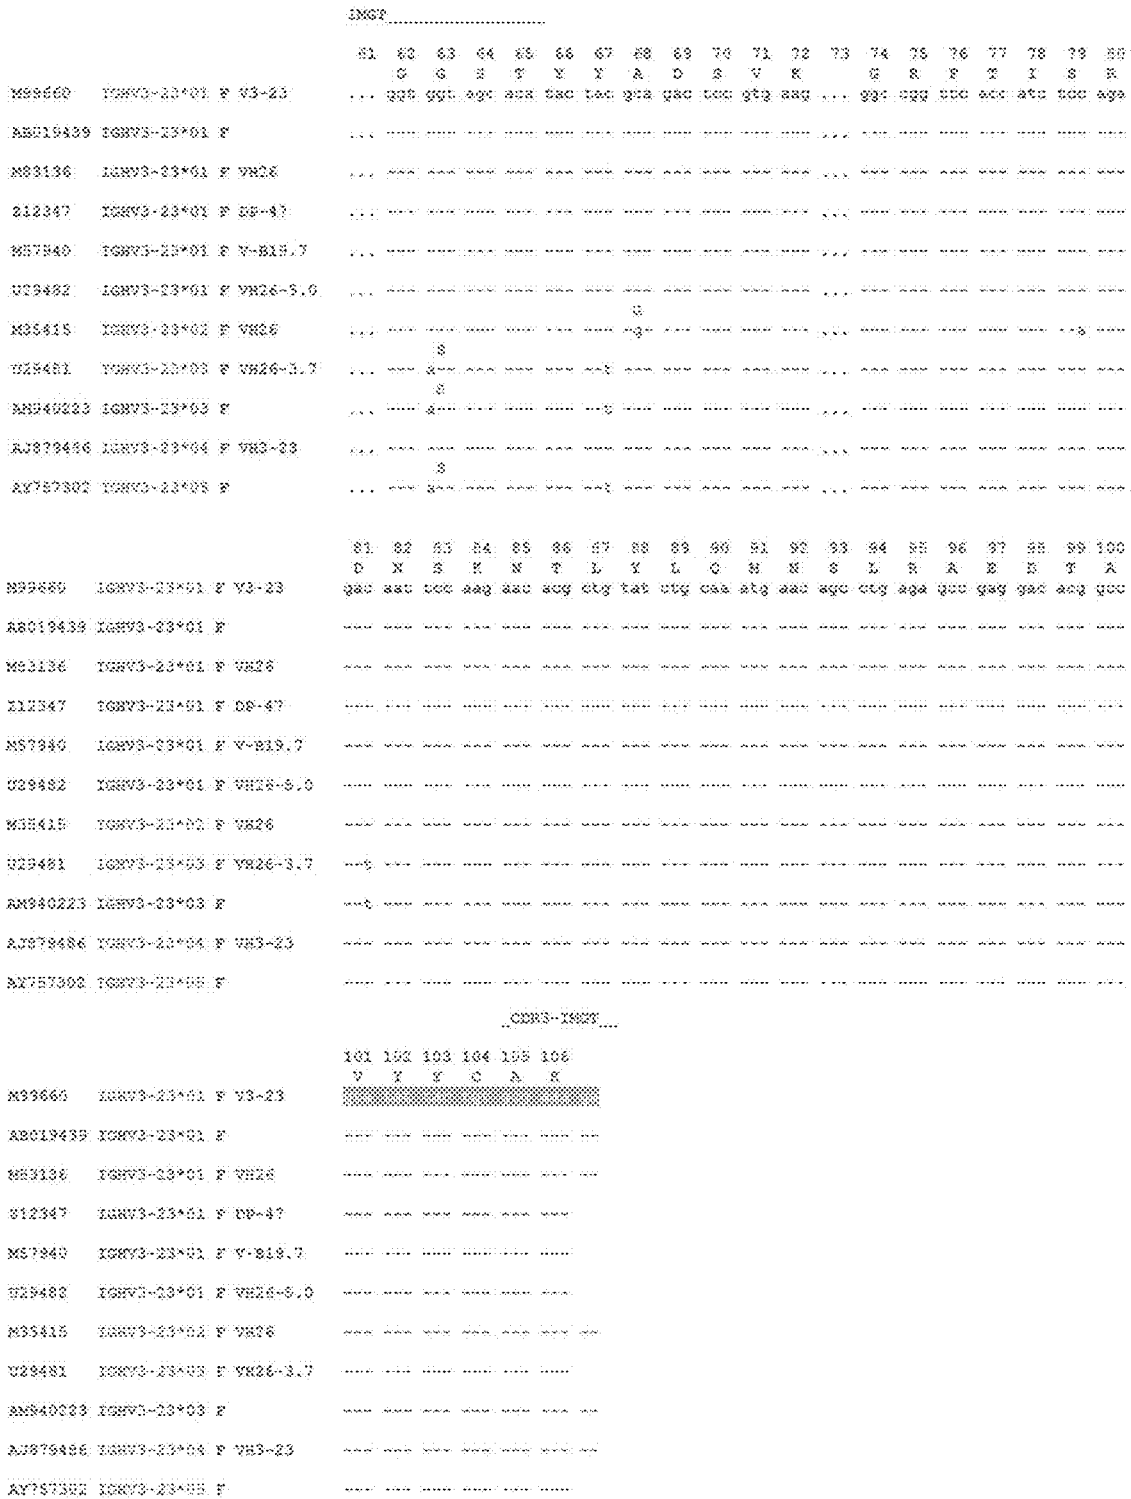 IMGT
61 62 63 64 65 66 67 68 69 70 71 72 73 74 75 76 77 78 79 80
G G S T Y Y A D S V K G R F T I S R
M99660 IGHV3-23*01 F V3-23 ... ggt ggt agc aca tac tac gca gac tcc gtg aag ... ggc cgg ttc acc atc tcc aga
AB019439 IGHV3-23*01 F ... --- --- --- --- --- --- --- --- --- --- --- ... --- --- --- --- --- --- ---
M83136 IGHV3-23*01 F VH26 ... --- --- --- --- --- --- --- --- --- --- --- ... --- --- --- --- --- --- ---
Z12347 IGHV3-23*01 F DP-47 ... --- --- --- --- --- --- --- --- --- --- --- ... --- --- --- --- --- --- ---
M57940 IGHV3-23*01 F V-B19.7 ... --- --- --- --- --- --- --- --- --- --- --- ... --- --- --- --- --- --- ---
U29482 IGHV3-23*01 F VH26-5.0 ... --- --- --- --- --- --- --- --- --- --- --- ... --- --- --- --- --- --- ---
G
M35415 IGHV3-23*02 F VH26 ... --- --- --- --- --- --- -g- --- --- --- --- ... --- --- --- --- --- --a ---
S
U29481 IGHV3-23*03 F VH26-3.7 ... --- a-- --- --- --- --t --- --- --- --- --- ... --- --- --- --- --- --- ---
S
AM940223 IGHV3-23*03 F ... --- a-- --- --- --- --t --- --- --- --- --- ... --- --- --- --- --- --- ---
AJ879486 IGHV3-23*04 F VH3-23 ... --- --- --- --- --- --- --- --- --- --- --- ... --- --- --- --- --- --- ---
S
AY757302 IGHV3-23*05 F ... --- a-- --- --- --- --t --- --- --- --- --- ... --- --- --- --- --- --- ---
81 82 83 84 85 86 87 88 89 90 91 92 93 94 95 96 97 98 99 100
D N S K N T L Y L Q M N S L R A E D T A
M99660 IGHV3-23*01 F V3-23 gac aat tcc aag aac acg ctg tat ctg caa atg aac agc ctg aga gcc gag gac acg gcc
AB019439 IGHV3-23*01 F --- --- --- --- --- --- --- --- --- --- --- --- --- --- --- --- --- --- --- ---
M83136 IGHV3-23*01 F VH26 --- --- --- --- --- --- --- --- --- --- --- --- --- --- --- --- --- --- --- ---
Z12347 IGHV3-23*01 F DP-47 --- --- --- --- --- --- --- --- --- --- --- --- --- --- --- --- --- --- --- ---
M57940 IGHV3-23*01 F V-B19.7 --- --- --- --- --- --- --- --- --- --- --- --- --- --- --- --- --- --- --- ---
U29482 IGHV3-23*01 F VH26-5.0 --- --- --- --- --- --- --- --- --- --- --- --- --- --- --- --- --- --- --- ---
M35415 IGHV3-23*02 F VH26 --- --- --- --- --- --- --- --- --- --- --- --- --- --- --- --- --- --- --- ---
U29481 IGHV3-23*03 F VH26-3.7 --t --- --- --- --- --- --- --- --- --- --- --- --- --- --- --- --- --- --- ---
AM940223 IGHV3-23*03 F --t --- --- --- --- --- --- --- --- --- --- --- --- --- --- --- --- --- --- ---
AJ879486 IGHV3-23*04 F VH3-23 --- --- --- --- --- --- --- --- --- --- --- --- --- --- --- --- --- --- --- ---
AY757302 IGHV3-23*05 F --- --- --- --- --- --- --- --- --- --- --- --- --- --- --- --- --- --- --- ---
CDR3-IMGT
101 102 103 104 105 106
V Y Y C A K
M99660 IGHV3-23*01 F V3-23
AB019439 IGHV3-23*01 F --- --- --- --- --- --- --
M83136 IGHV3-23*01 F VH26 --- --- --- --- --- --- --
Z12347 IGHV3-23*01 F DP-47 --- --- --- --- --- ---
M57940 IGHV3-23*01 F V-B19.7 --- --- --- --- --- ---
U29482 IGHV3-23*01 F VH26-5.0 --- --- --- --- --- ---
M35415 IGHV3-23*02 F VH26 --- --- --- --- --- --- --
U29481 IGHV3-23*03 F VH26-3.7 --- --- --- --- --- ---
AM940223 IGHV3-23*03 F --- --- --- --- --- --- --
AJ879486 IGHV3-23*04 F VH3-23 --- --- --- --- --- --- --
AY757302 IGHV3-23*05 F --- --- --- --- --- ---